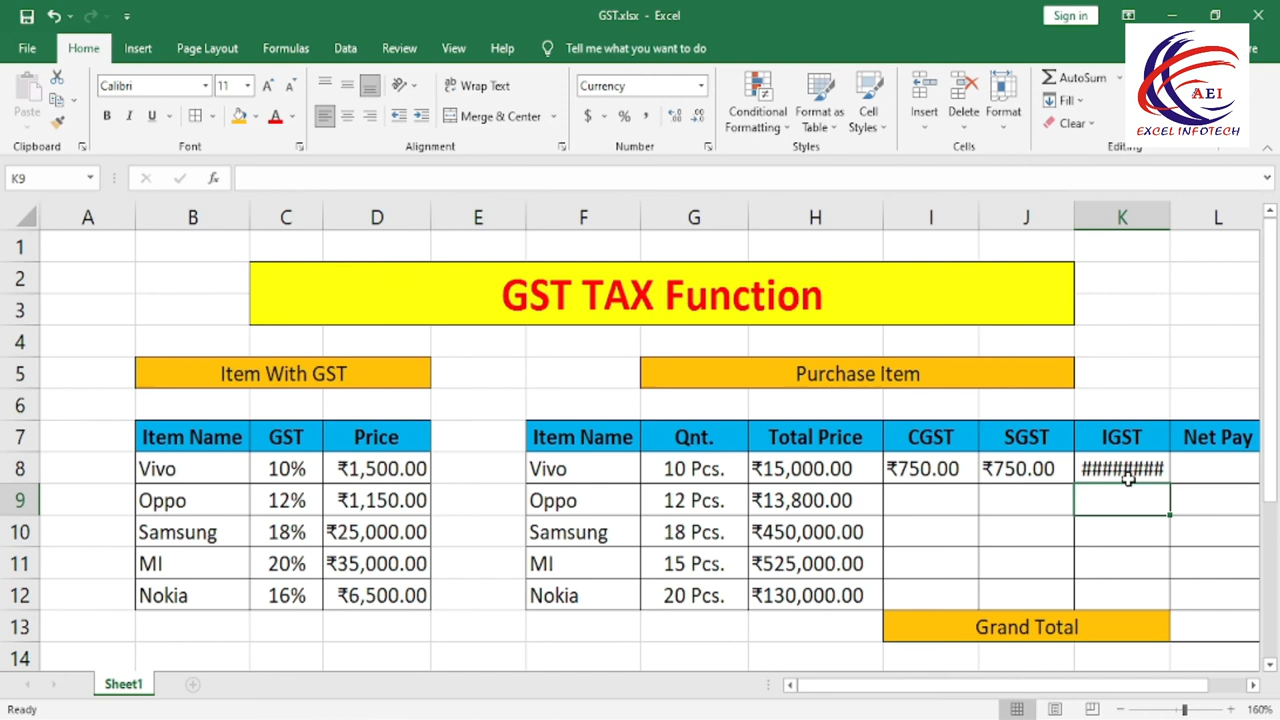 GST.xlsx - Excel
Sign in
File Home Insert Page Layout Formulas Data Review View Help Tell me what you want to do
AEI
EXCEL INFOTECH
Paste
Calibri 11
B I U
Wrap Text
Merge & Center
Currency
$ % ,
Conditional Formatting
Format as Table
Cell Styles
Insert
Delete
Format
AutoSum
Fill
Clear
Clipboard Font Alignment Number Styles Cells Editing
K9
fx
A B C D E F G H I J K L
1
2
3
GST TAX Function
4
5 Item With GST Purchase Item
6
7 Item Name GST Price Item Name Qnt. Total Price CGST SGST IGST Net Pay
8 Vivo 10% ₹1,500.00 Vivo 10 Pcs. ₹15,000.00 ₹750.00 ₹750.00 ########
9 Oppo 12% ₹1,150.00 Oppo 12 Pcs. ₹13,800.00
10 Samsung 18% ₹25,000.00 Samsung 18 Pcs. ₹450,000.00
11 MI 20% ₹35,000.00 MI 15 Pcs. ₹525,000.00
12 Nokia 16% ₹6,500.00 Nokia 20 Pcs. ₹130,000.00
13 Grand Total
14
Sheet1
Ready
160%